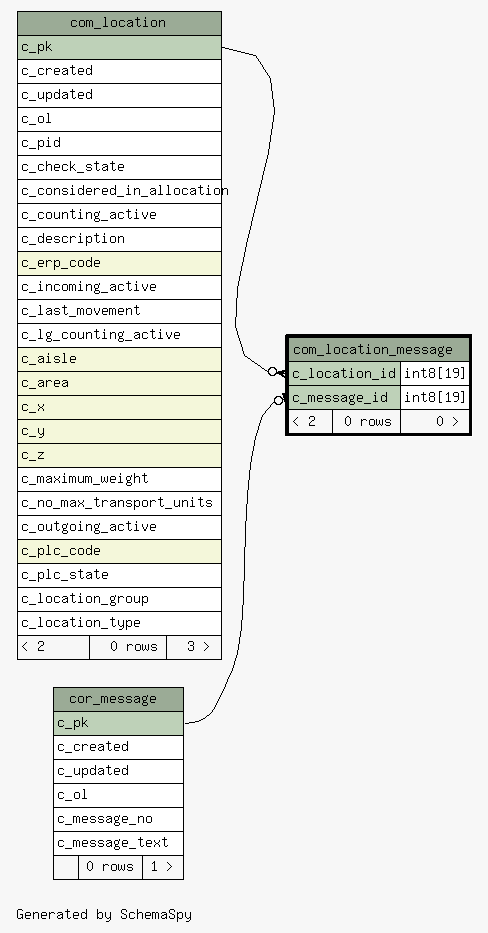 com_location
c_pk
c_created
c_updated
c_ol
c_pid
c_check_state
c_considered_in_allocation
c_counting_active
c_description
c_erp_code
c_incoming_active
c_last_movement
c_lg_counting_active
c_aisle
c_area
c_x
c_y
c_z
c_maximum_weight
c_no_max_transport_units
c_outgoing_active
c_plc_code
c_plc_state
c_location_group
c_location_type
< 2 0 rows 3 >
com_location_message
c_location_id int8[19]
c_message_id int8[19]
< 2 0 rows 0 >
cor_message
c_pk
c_created
c_updated
c_ol
c_message_no
c_message_text
0 rows 1 >
Generated by SchemaSpy